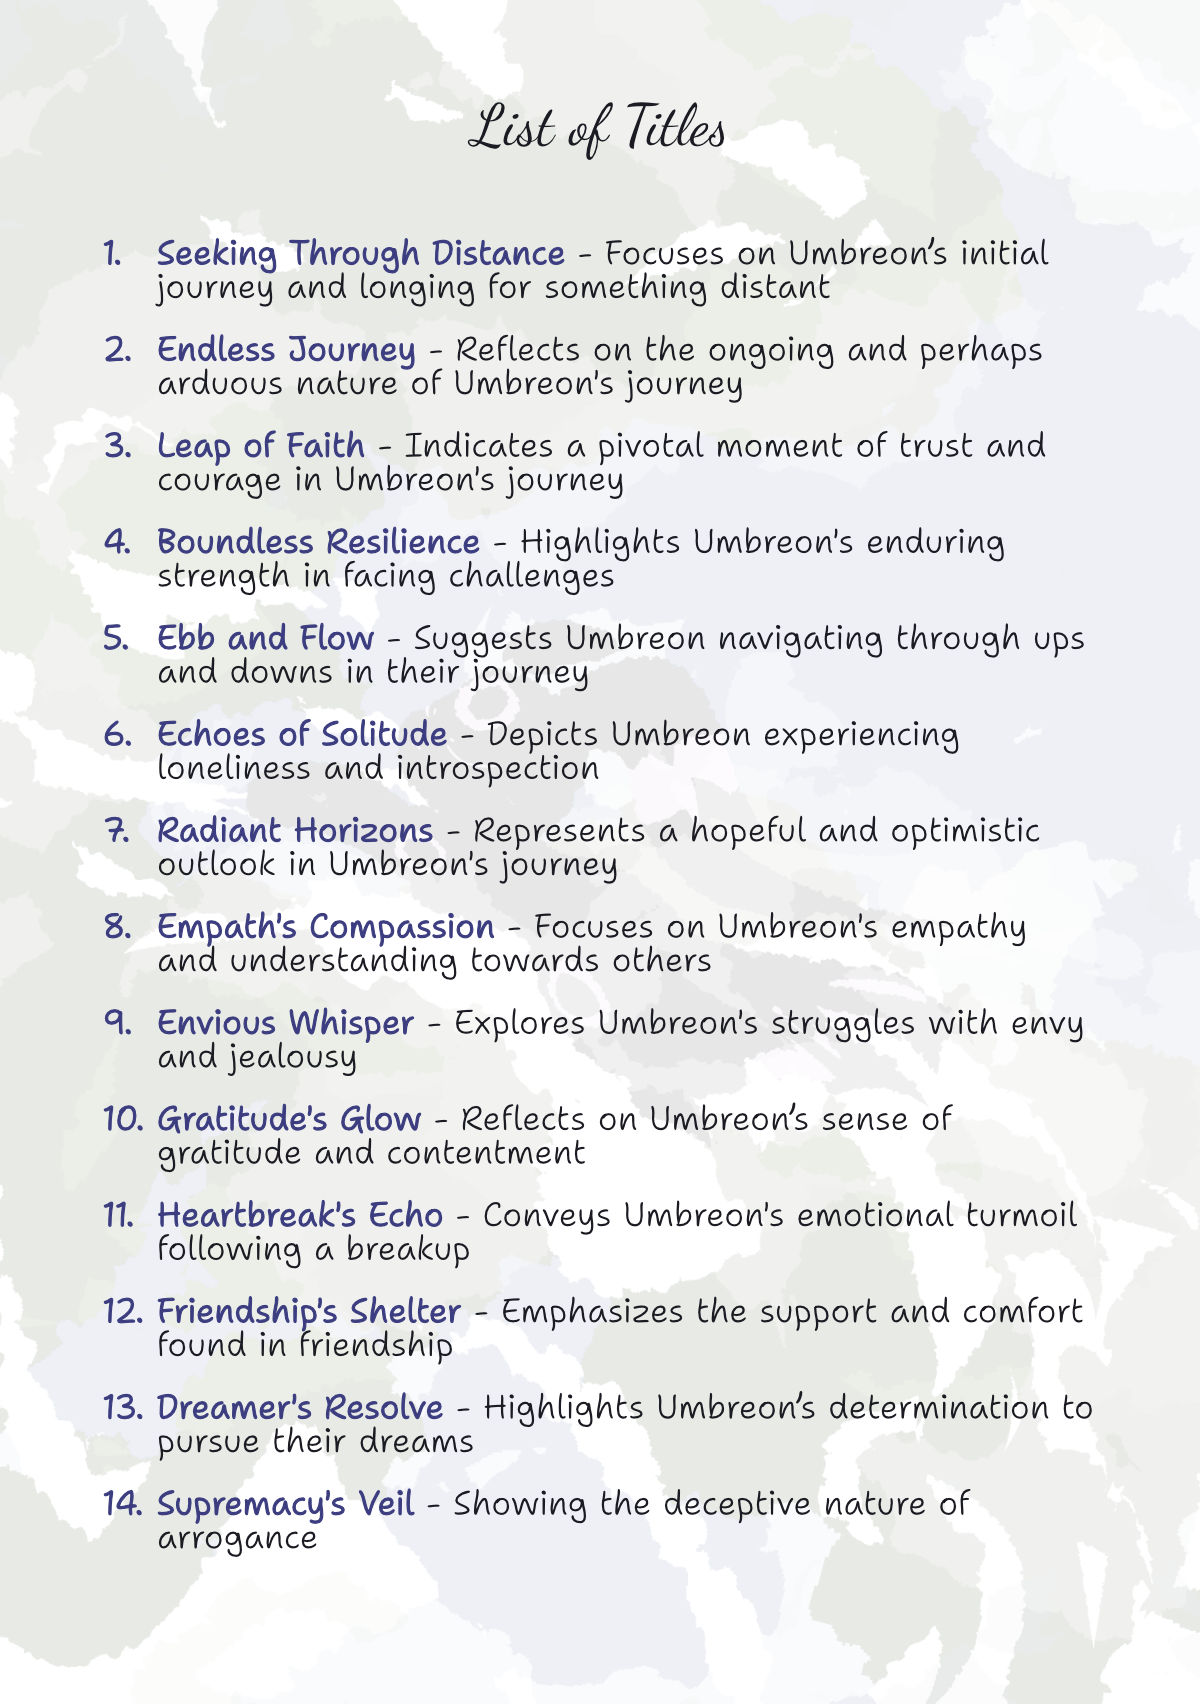 List of Titles
1. Seeking Through Distance - Focuses on Umbreon’s initial
journey and longing for something distant
2. Endless Journey - Reflects on the ongoing and perhaps
arduous nature of Umbreon's journey
3. Leap of Faith - Indicates a pivotal moment of trust and
courage in Umbreon's journey
4. Boundless Resilience - Highlights Umbreon's enduring
strength in facing challenges
5. Ebb and Flow - Suggests Umbreon navigating through ups
and downs in their journey
6. Echoes of Solitude - Depicts Umbreon experiencing
loneliness and introspection
7. Radiant Horizons - Represents a hopeful and optimistic
outlook in Umbreon's journey
8. Empath's Compassion - Focuses on Umbreon's empathy
and understanding towards others
9. Envious Whisper - Explores Umbreon's struggles with envy
and jealousy
10. Gratitude's Glow - Reflects on Umbreon’s sense of
gratitude and contentment
11. Heartbreak's Echo - Conveys Umbreon's emotional turmoil
following a breakup
12. Friendship's Shelter - Emphasizes the support and comfort
found in friendship
13. Dreamer's Resolve - Highlights Umbreon’s determination to
pursue their dreams
14. Supremacy's Veil - Showing the deceptive nature of
arrogance